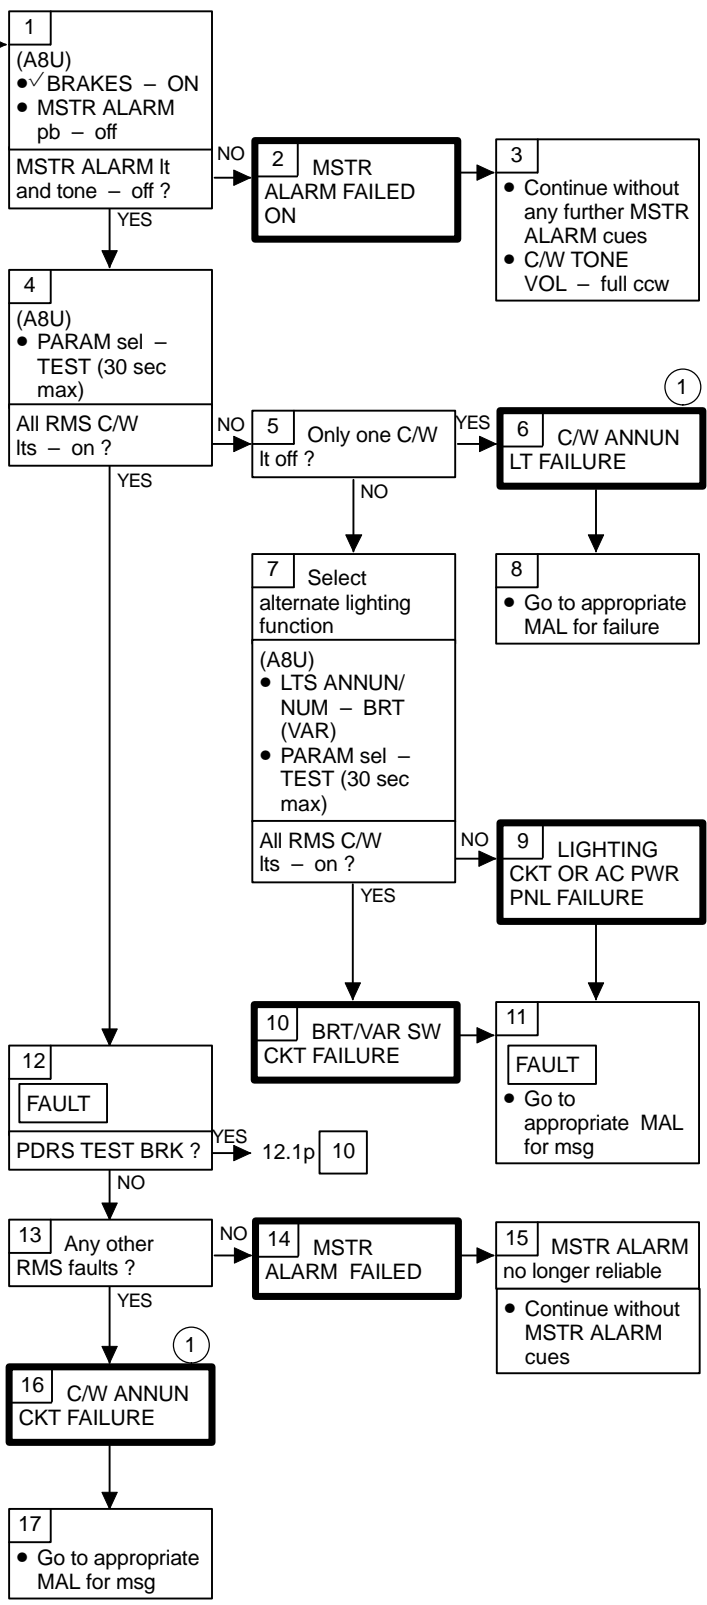 1
(A8U)
●√BRAKES – ON
● MSTR ALARM
pb – off
MSTR ALARM lt
and tone – off ?
NO
YES
2 MSTR
ALARM FAILED
ON
3
● Continue without
any further MSTR
ALARM cues
● C/W TONE
VOL – full ccw
4
(A8U)
● PARAM sel –
TEST (30 sec
max)
All RMS C/W
lts – on ?
NO
YES
5 Only one C/W
lt off ?
YES
NO
1
6 C/W ANNUN
LT FAILURE
7 Select
alternate lighting
function
(A8U)
● LTS ANNUN/
NUM – BRT
(VAR)
● PARAM sel –
TEST (30 sec
max)
All RMS C/W
lts – on ?
NO
YES
8
● Go to appropriate
MAL for failure
9 LIGHTING
CKT OR AC PWR
PNL FAILURE
10 BRT/VAR SW
CKT FAILURE
11
FAULT
● Go to
appropriate MAL
for msg
12
FAULT
PDRS TEST BRK ?
YES
12.1p 10
NO
13 Any other
RMS faults ?
NO
YES
14 MSTR
ALARM FAILED
15 MSTR ALARM
no longer reliable
● Continue without
MSTR ALARM
cues
1
16 C/W ANNUN
CKT FAILURE
17
● Go to appropriate
MAL for msg